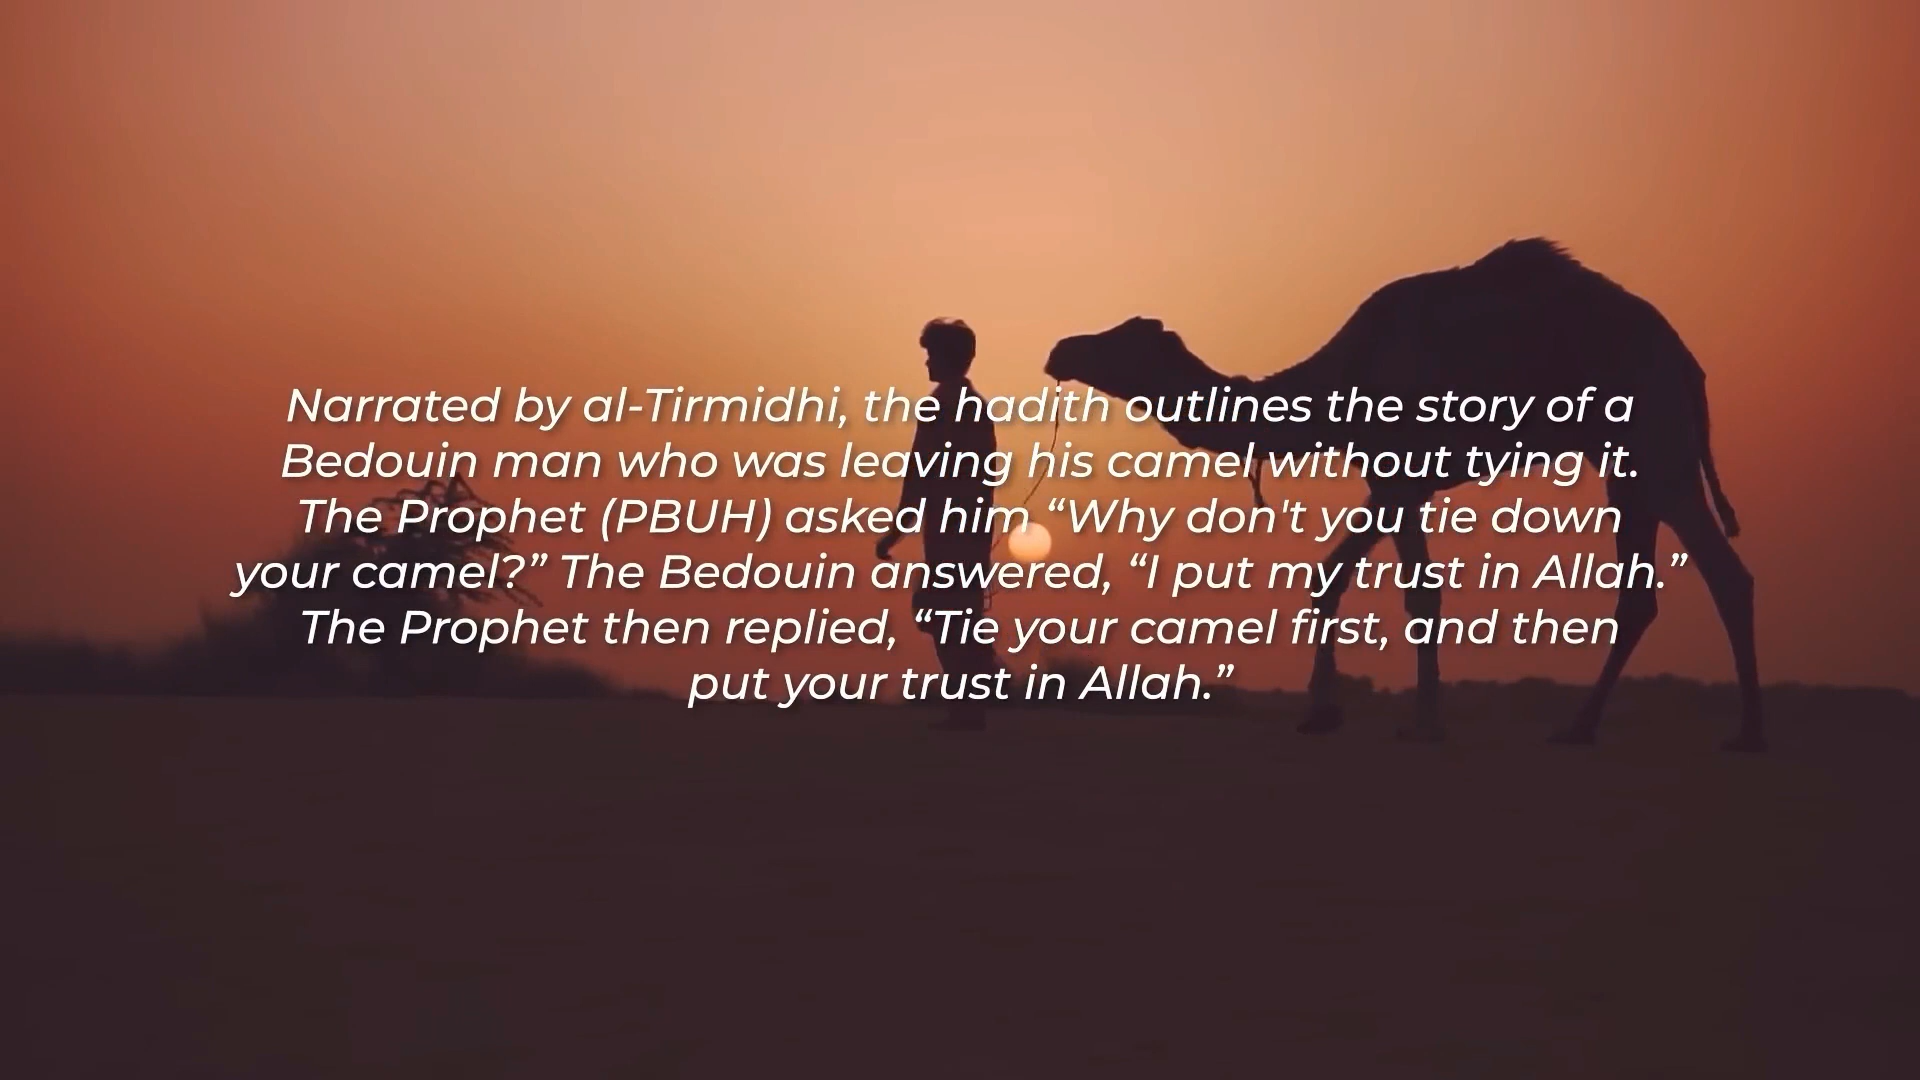 Narrated by al-Tirmidhi, the hadith outlines the story of a
Bedouin man who was leaving his camel without tying it.
The Prophet (PBUH) asked him “Why don't you tie down
your camel?” The Bedouin answered, “I put my trust in Allah.”
The Prophet then replied, “Tie your camel first, and then
put your trust in Allah.”